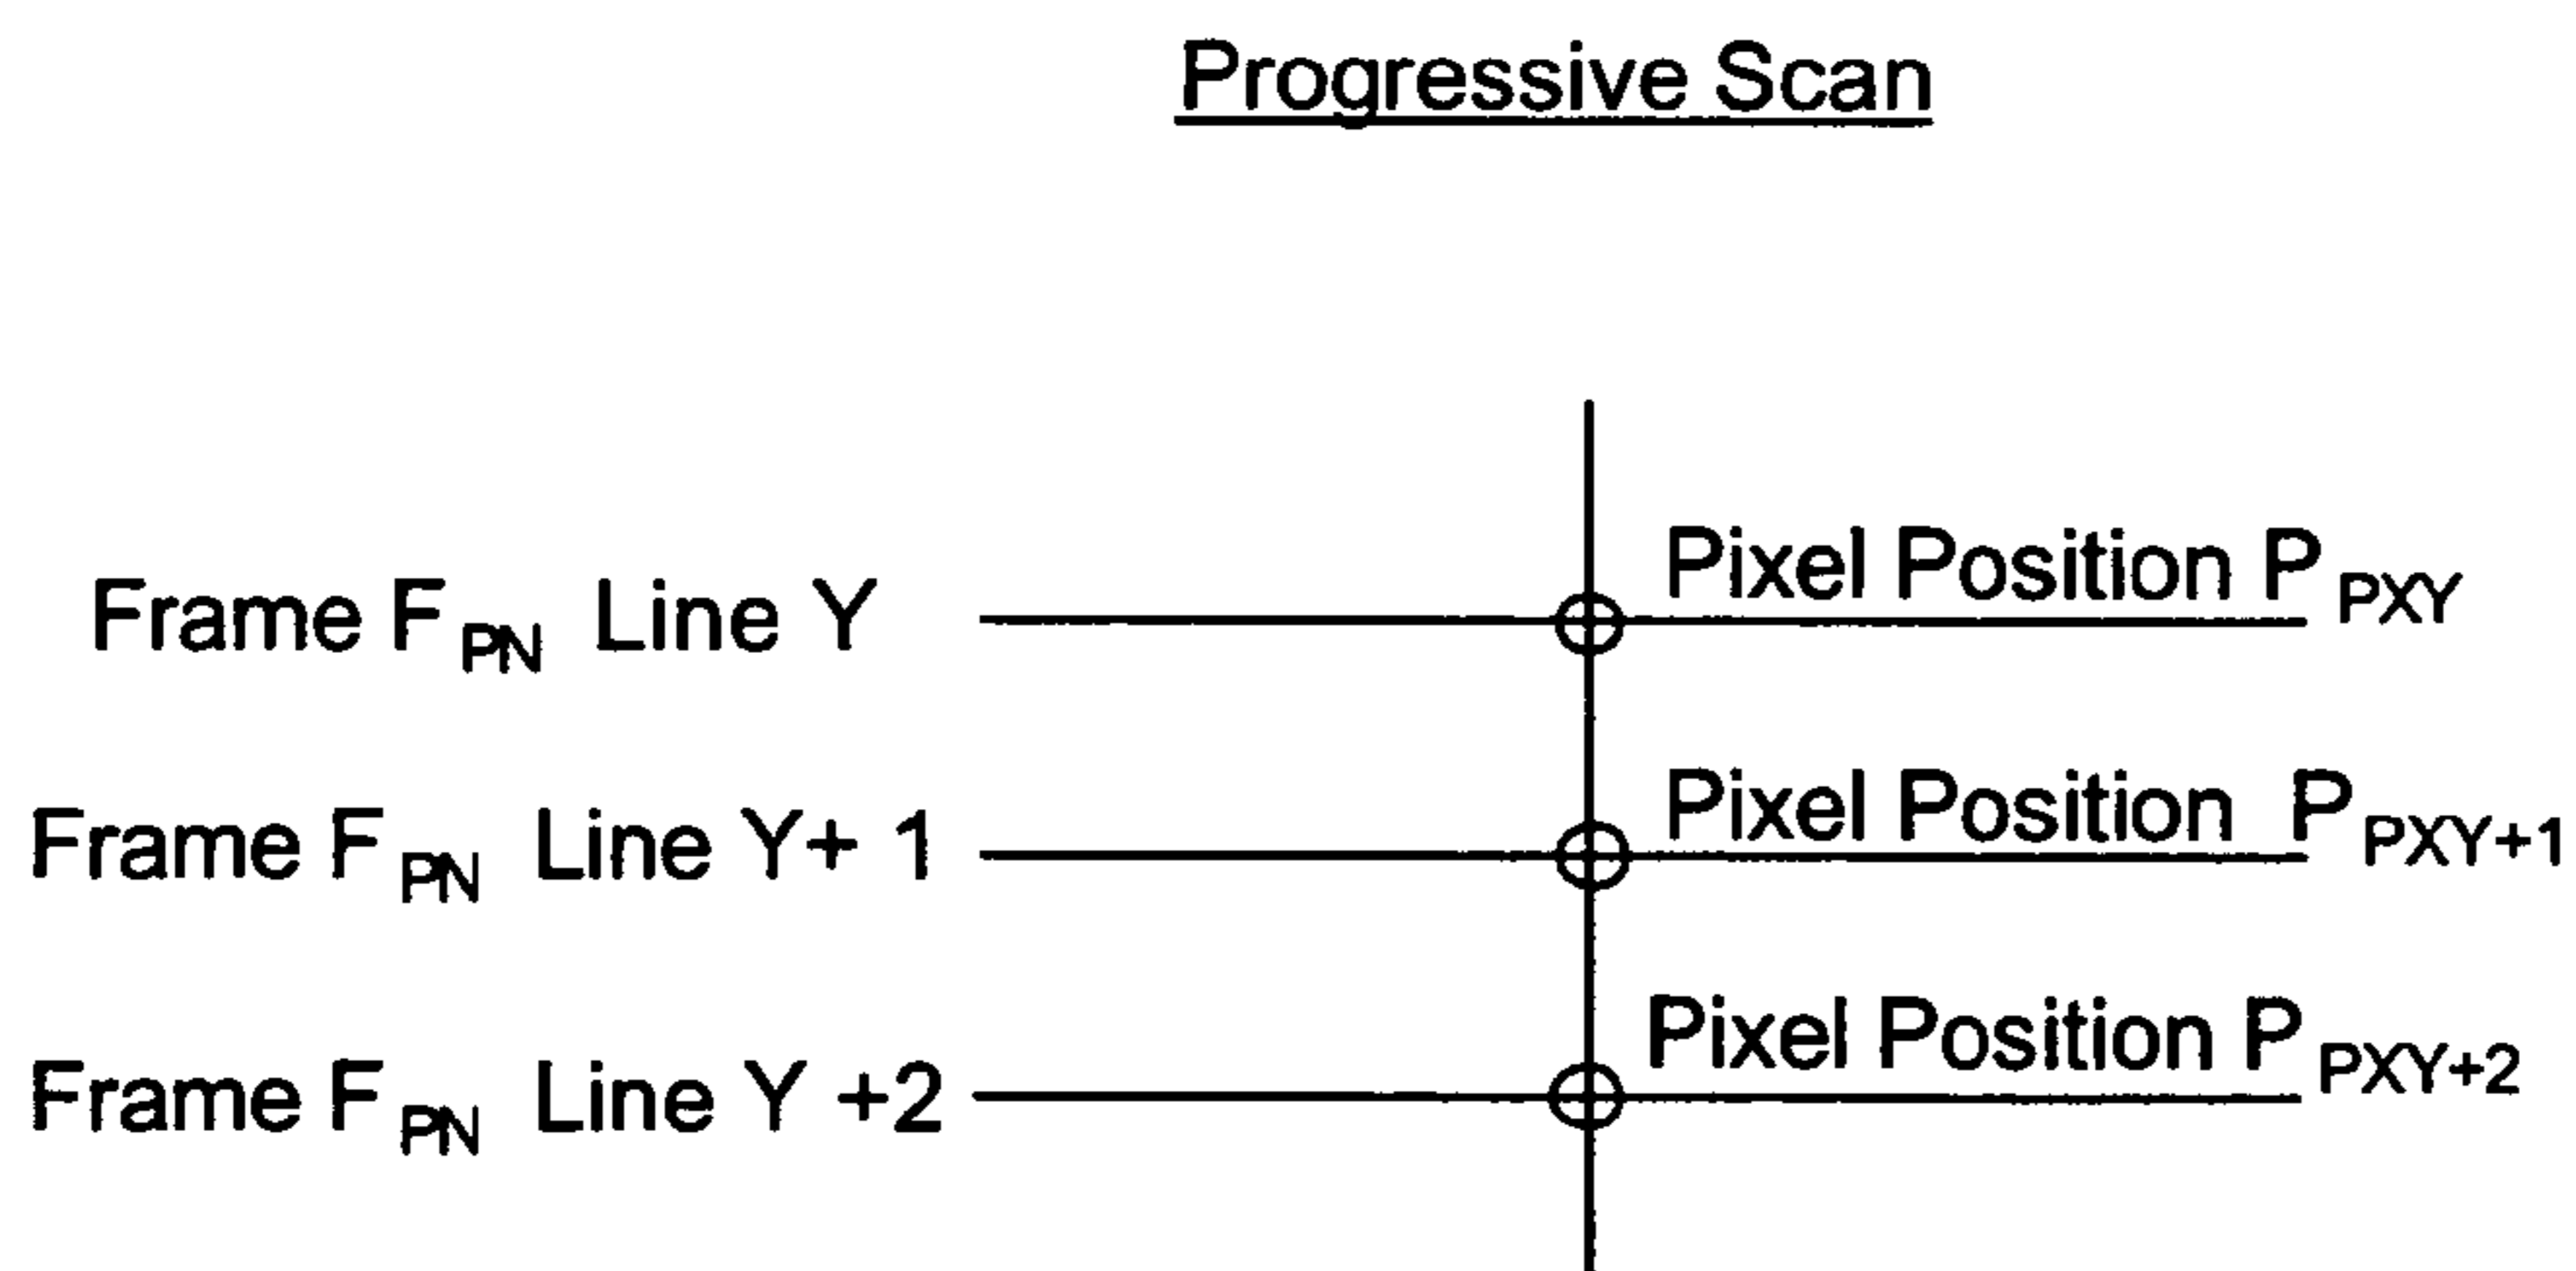 Progressive Scan
Frame F PN Line Y
Pixel Position P PXY
Frame F PN Line Y+ 1
Pixel Position P PXY+1
Frame F PN Line Y +2
Pixel Position P PXY+2